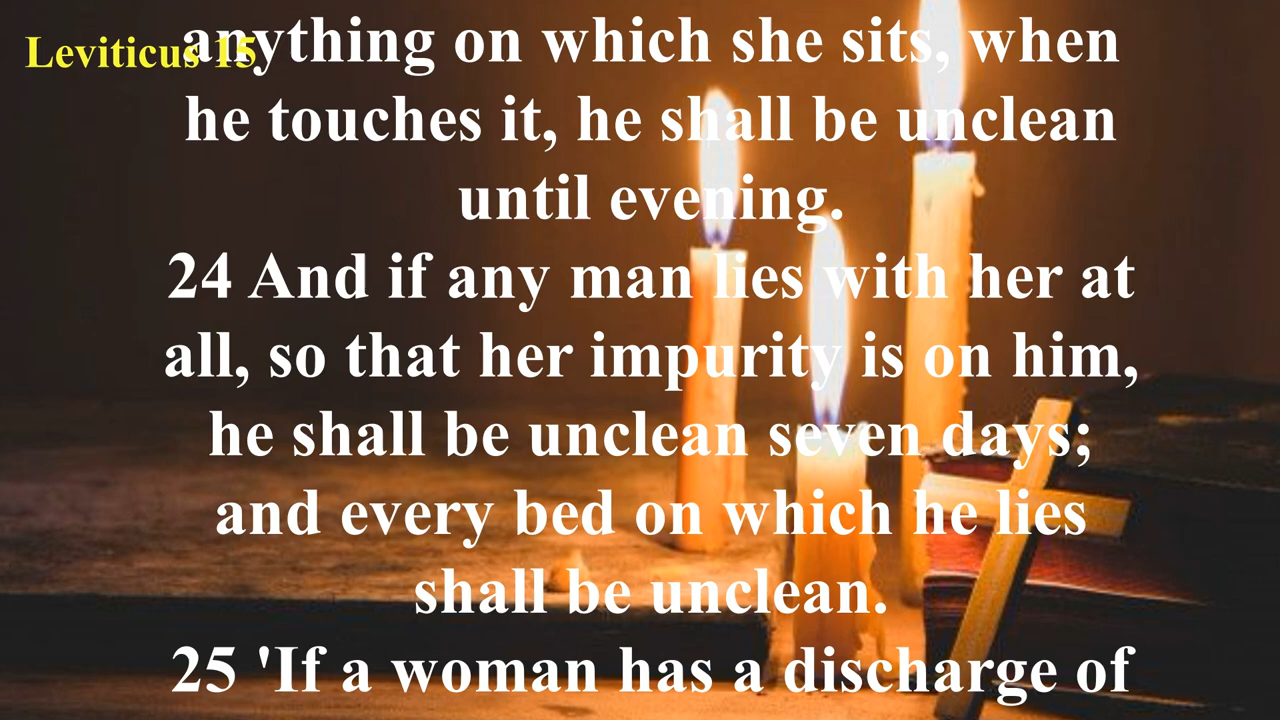 Leviticus 15
anything on which she sits, when
he touches it, he shall be unclean
until evening.
24 And if any man lies with her at
all, so that her impurity is on him,
he shall be unclean seven days;
and every bed on which he lies
shall be unclean.
25 'If a woman has a discharge of